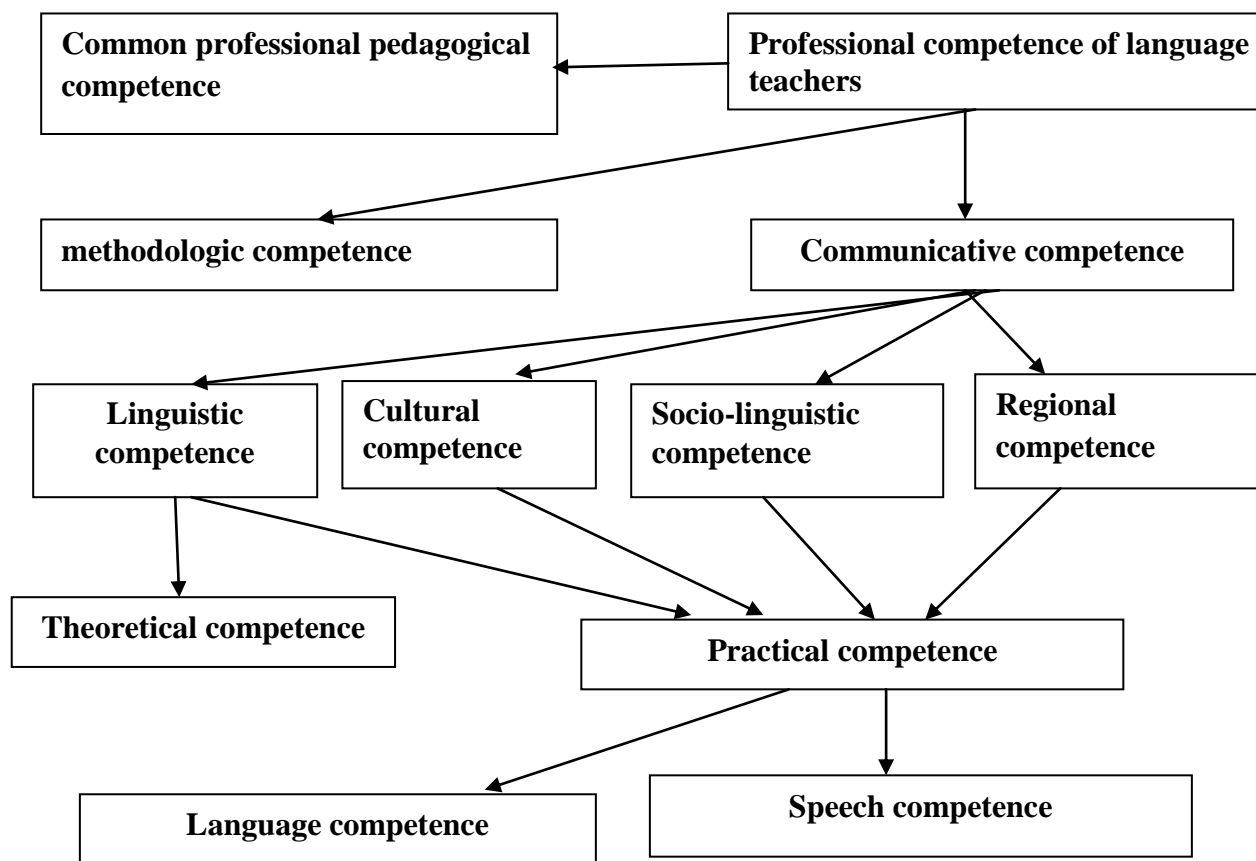 Common professional pedagogical
competence
Professional competence of language
teachers
methodologic competence
Communicative competence
Linguistic
competence
Cultural
competence
Socio-linguistic
competence
Regional
competence
Theoretical competence
Practical competence
Language competence
Speech competence